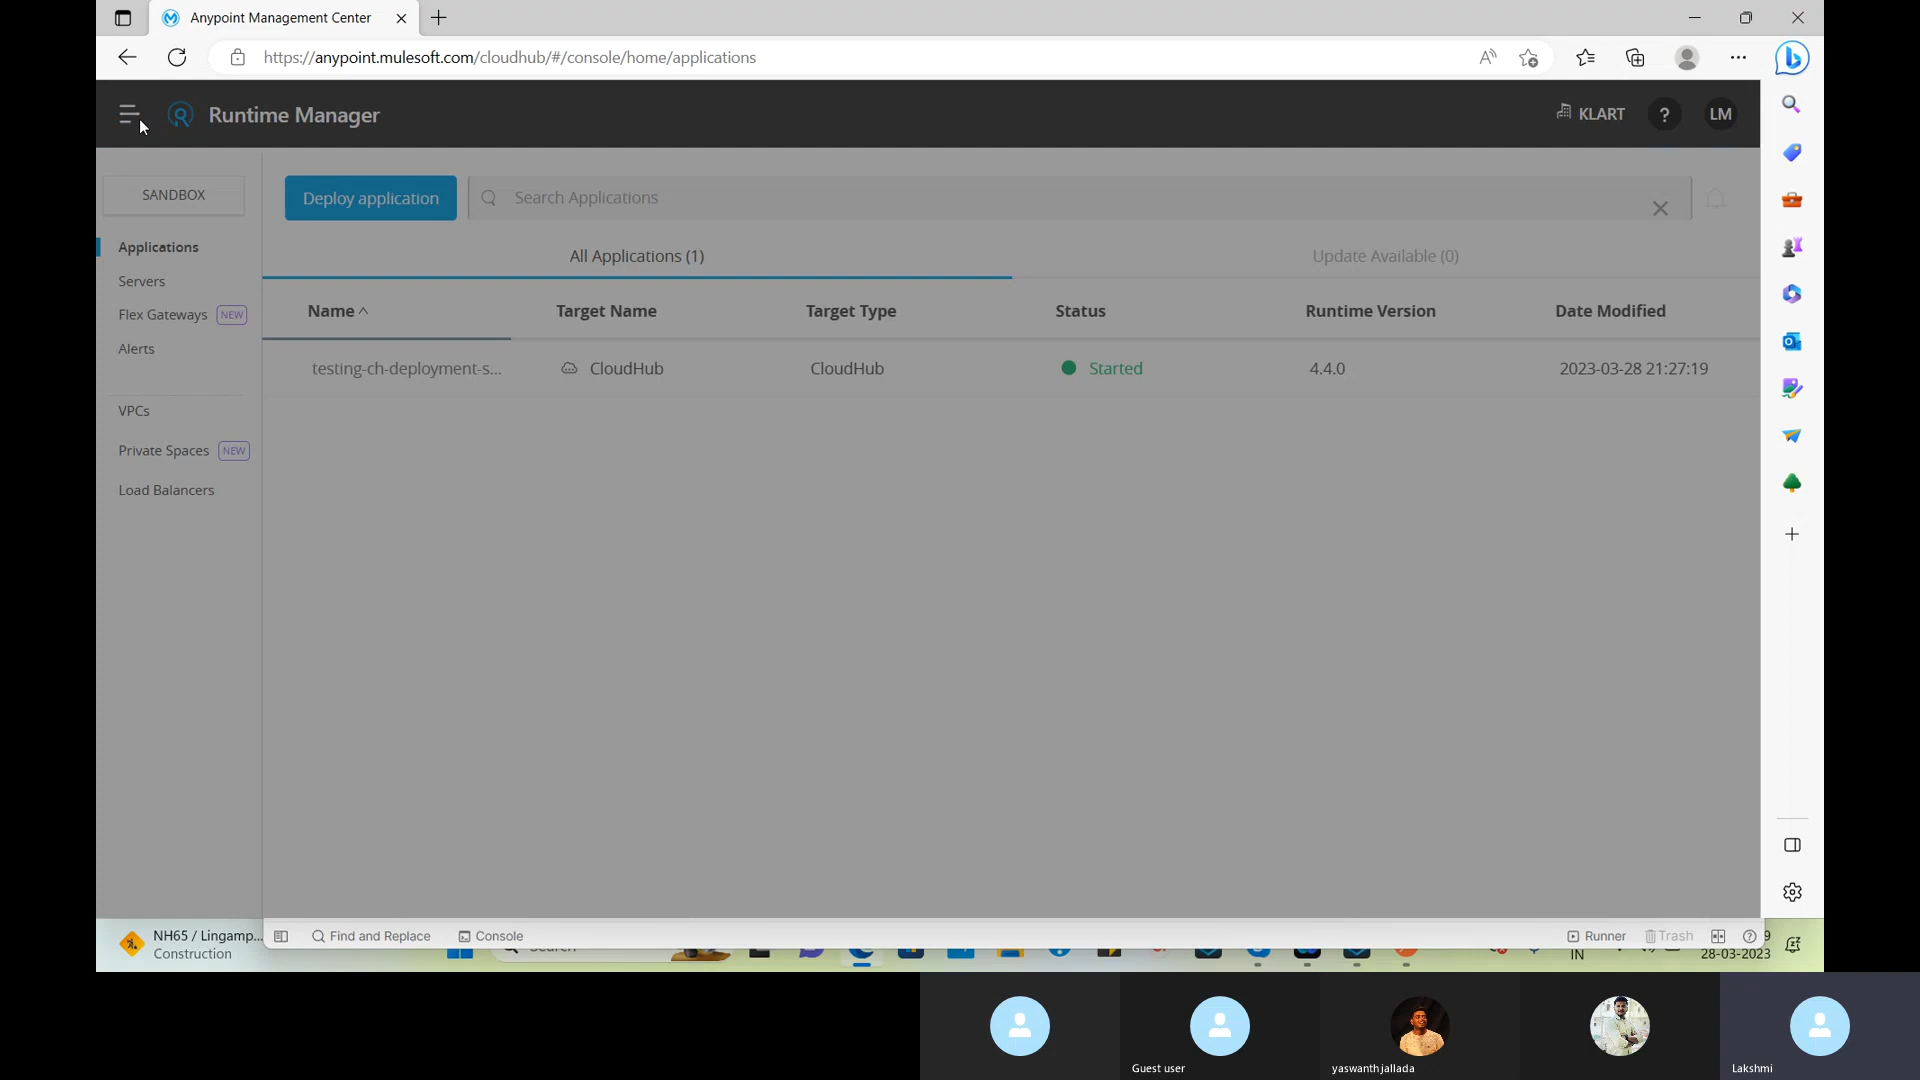 Anypoint Management Center
https://anypoint.mulesoft.com/cloudhub/#/console/home/applications
Runtime Manager
KLART
?
LM
SANDBOX
Deploy application
Search Applications
Applications
Servers
Flex Gateways NEW
Alerts
VPCs
Private Spaces NEW
Load Balancers
All Applications (1)
Update Available (0)
Name Target Name Target Type Status Runtime Version Date Modified
testing-ch-deployment-s... CloudHub CloudHub Started 4.4.0 2023-03-28 21:27:19
NH65 / Lingamp...
Construction
Find and Replace
Console
Runner
Trash
IN
28-03-2023
Guest user
yaswanth jallada
Lakshmi